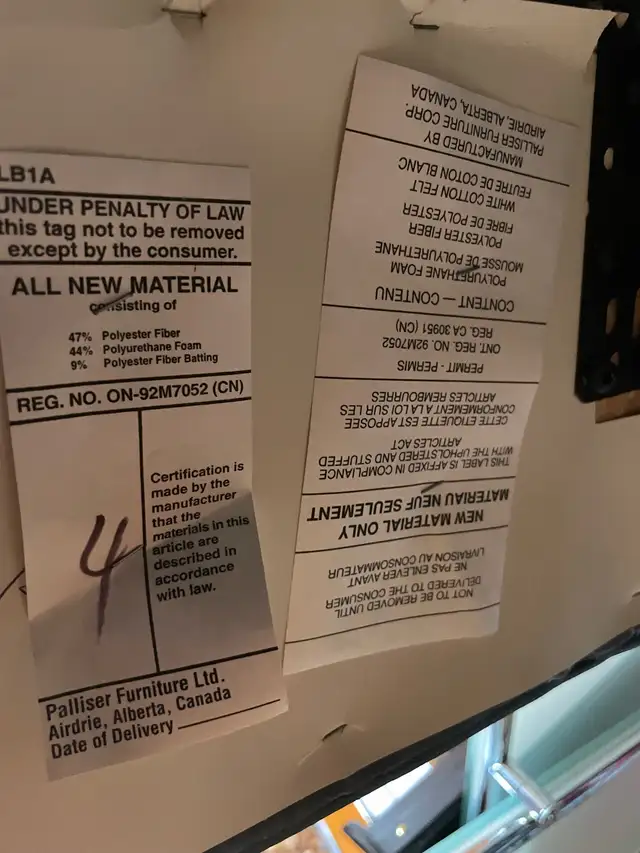 LB1A
UNDER PENALTY OF LAW
this tag not to be removed
except by the consumer.
ALL NEW MATERIAL
consisting of
47% Polyester Fiber
44% Polyurethane Foam
9% Polyester Fiber Batting
REG. NO. ON-92M7052 (CN)
4
Certification is
made by the
manufacturer
that the
materials in this
article are
described in
accordance
with law.
Palliser Furniture Ltd.
Airdrie, Alberta, Canada
Date of Delivery
NOT TO BE REMOVED UNTIL
DELIVERED TO THE CONSUMER
NE PAS ENLEVER AVANT
LIVRAISON AU CONSOMMATEUR
NEW MATERIAL ONLY
MATERIAU NEUF SEULEMENT
THIS LABEL IS AFFIXED IN COMPLIANCE
WITH THE UPHOLSTERED AND STUFFED
ARTICLES ACT
CETTE ETIQUETTE EST APPOSEE
CONFORMEMENT A LA LOI SUR LES
ARTICLES REMBOURRES
PERMIT - PERMIS
ONT. REG. NO. 92M7052
REG. CA 30951 (CN)
CONTENT — CONTENU
POLYURETHANE FOAM
MOUSSE DE POLYURETHANE
POLYESTER FIBER
FIBRE DE POLYESTER
WHITE COTTON FELT
FEUTRE DE COTON BLANC
MANUFACTURED BY
PALLISER FURNITURE CORP.
AIRDRIE, ALBERTA, CANADA